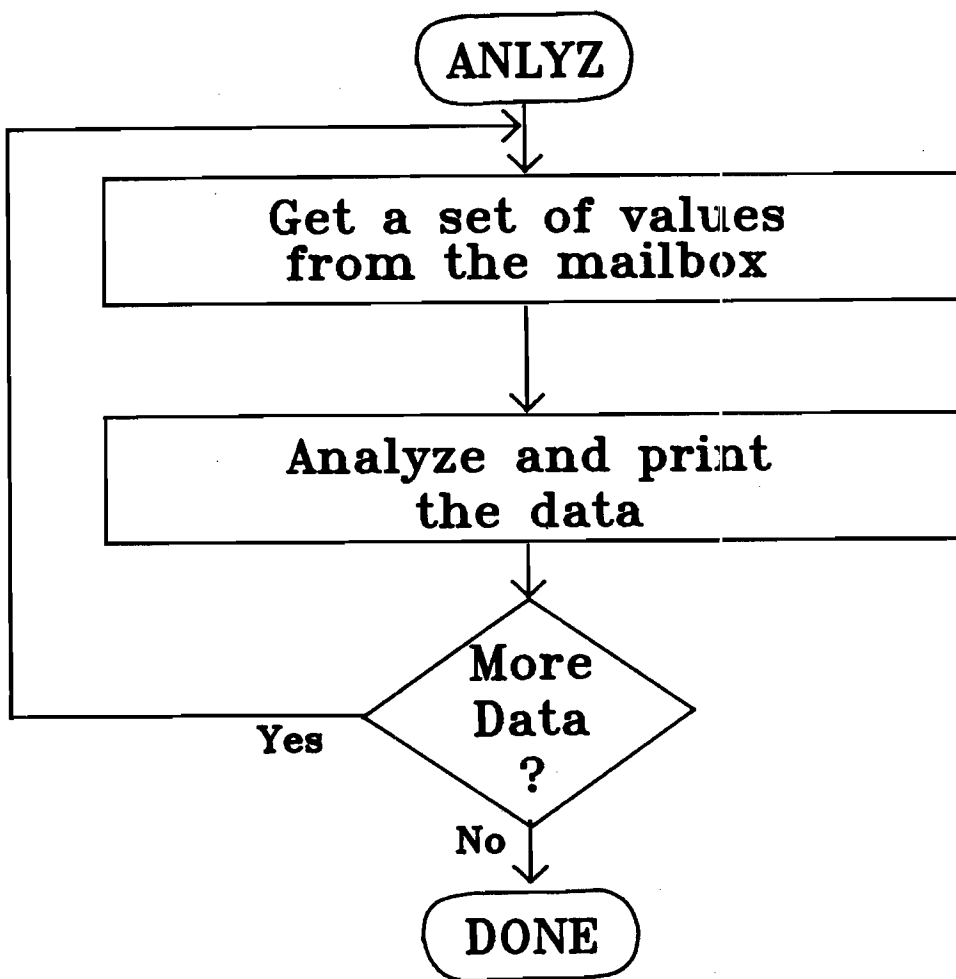 ANLYZ
Get a set of values
from the mailbox
Analyze and print
the data
More
Data
?
Yes
No
DONE